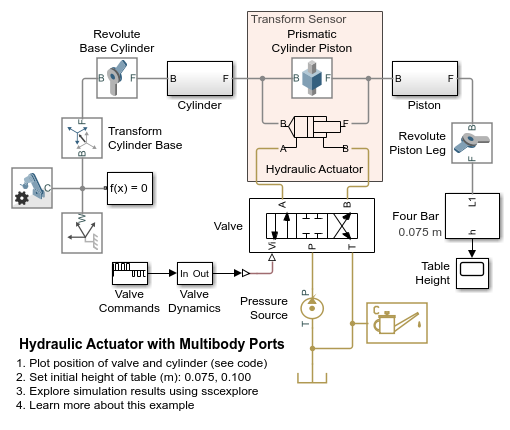 Transform Sensor
Revolute
Base Cylinder
Prismatic
Cylinder Piston
B
F
B
F
B
F
B
F
Cylinder
Piston
B
F
A
B
Hydraulic Actuator
F
B
Transform
Cylinder Base
Revolute
Piston Leg
B
F
C
f(x) = 0
W
Valve
A
B
Vi
P
T
Four Bar
0.075 m
L1
h
In Out
Valve
Commands
Valve
Dynamics
Table
Height
Pressure
Source
P
T
C
Hydraulic Actuator with Multibody Ports
1. Plot position of valve and cylinder (see code)
2. Set initial height of table (m): 0.075, 0.100
3. Explore simulation results using sscexplore
4. Learn more about this example